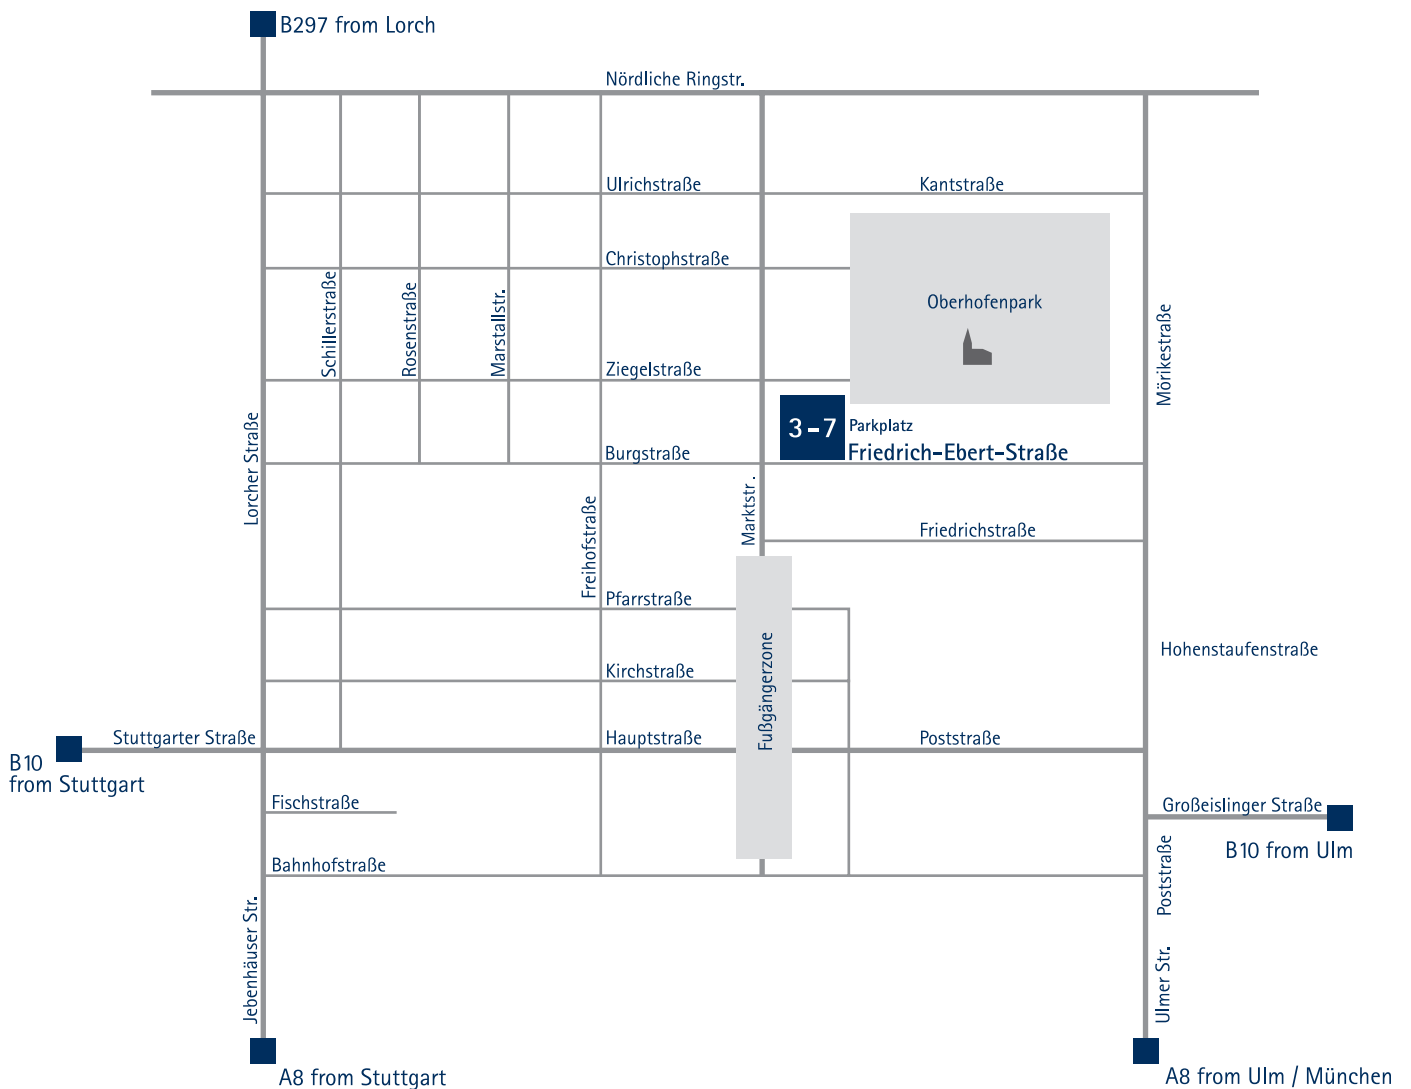 B297 from Lorch
Nördliche Ringstr.
Ulrichstraße
Kantstraße
Christophstraße
Schillerstraße
Rosenstraße
Marstallstr.
Oberhofenpark
Mörikestraße
Ziegelstraße
Lorcher Straße
3–7
Parkplatz
Friedrich-Ebert-Straße
Burgstraße
Marktstr.
Freihofstraße
Friedrichstraße
Pfarrstraße
Fußgängerzone
Hohenstaufenstraße
Kirchstraße
Stuttgarter Straße
Hauptstraße
Poststraße
B10
from Stuttgart
Fischstraße
Großeislinger Straße
B10 from Ulm
Bahnhofstraße
Poststraße
Jebenhäuser Str.
Ulmer Str.
A8 from Stuttgart
A8 from Ulm / München